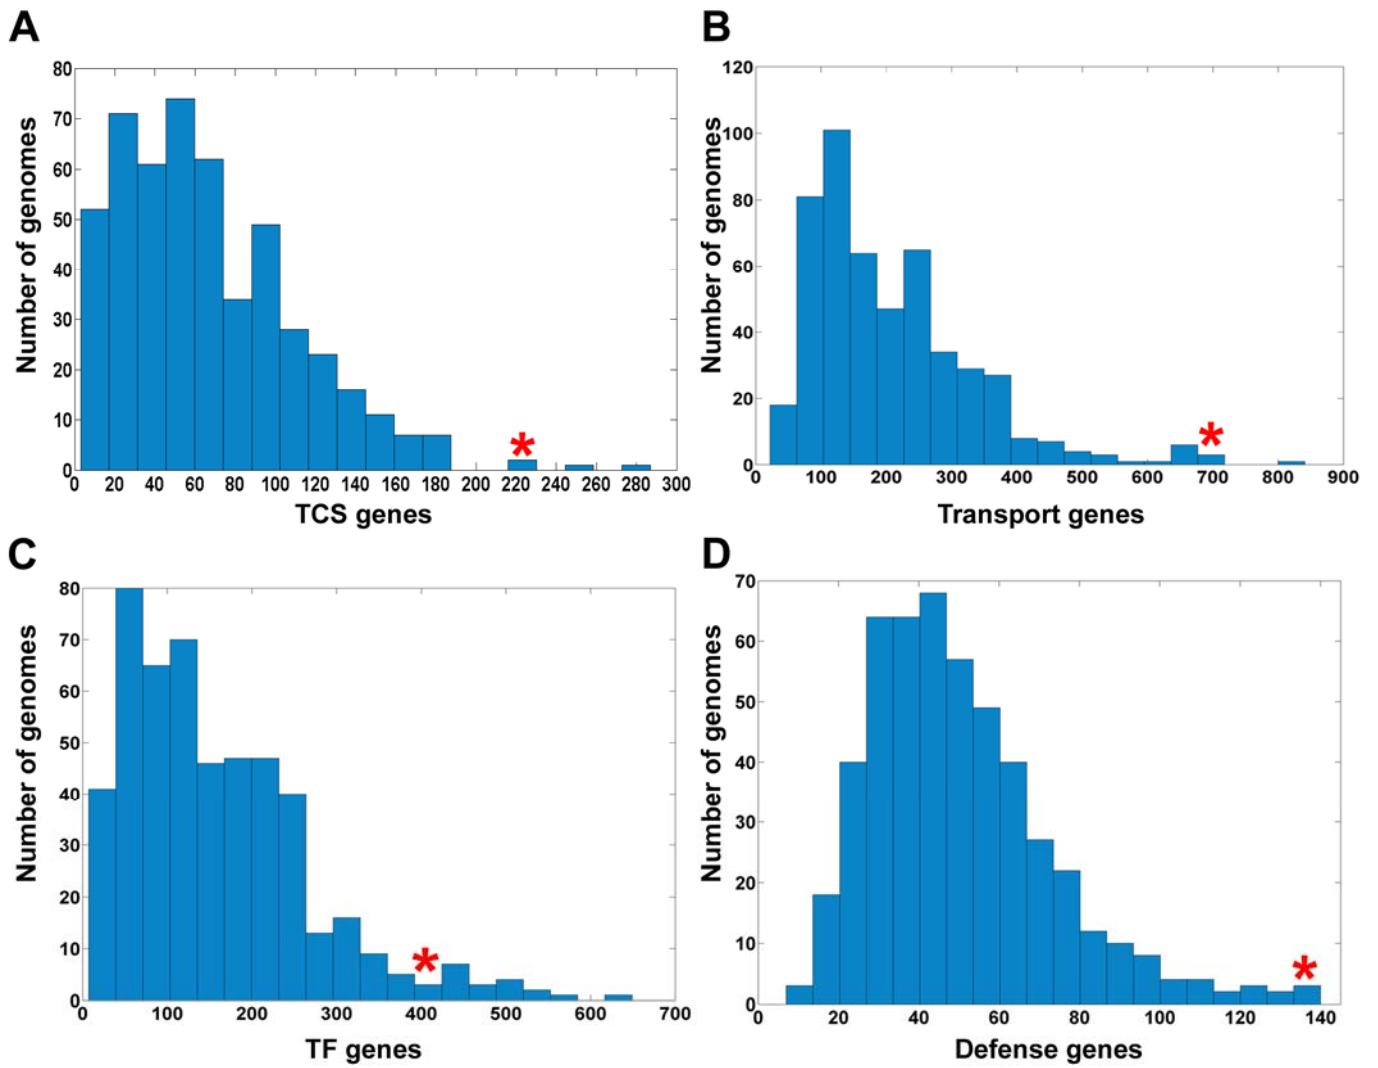 A
80
70
60
50
40
30
20
10
0
Number of genomes
0 20 40 60 80 100 120 140 160 180 200 220 240 260 280 300
TCS genes
*
B
120
100
80
60
40
20
0
Number of genomes
0 100 200 300 400 500 600 700 800 900
Transport genes
*
C
80
70
60
50
40
30
20
10
0
Number of genomes
0 100 200 300 400 500 600 700
TF genes
*
D
70
60
50
40
30
20
10
0
Number of genomes
0 20 40 60 80 100 120 140
Defense genes
*